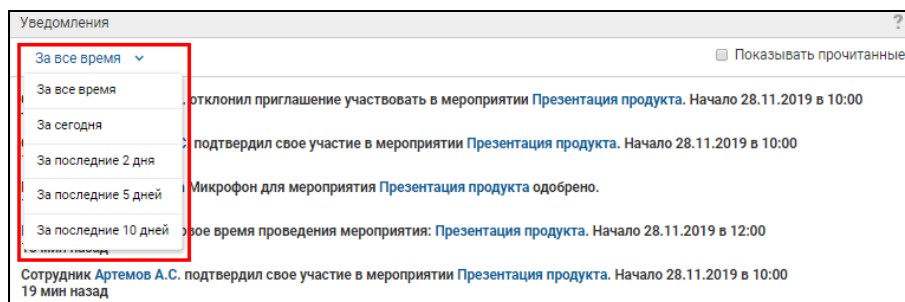 Уведомления ?
За все время Показывать прочитанные
За все время
отклонил приглашение участвовать в мероприятии Презентация продукта. Начало 28.11.2019 в 10:00
За сегодня
подтвердил свое участие в мероприятии Презентация продукта. Начало 28.11.2019 в 10:00
За последние 2 дня
Микрофон для мероприятия Презентация продукта одобрено.
За последние 5 дней
время проведения мероприятия: Презентация продукта. Начало 28.11.2019 в 12:00
За последние 10 дней
Сотрудник Артемов А.С. подтвердил свое участие в мероприятии Презентация продукта. Начало 28.11.2019 в 10:00
19 мин назад